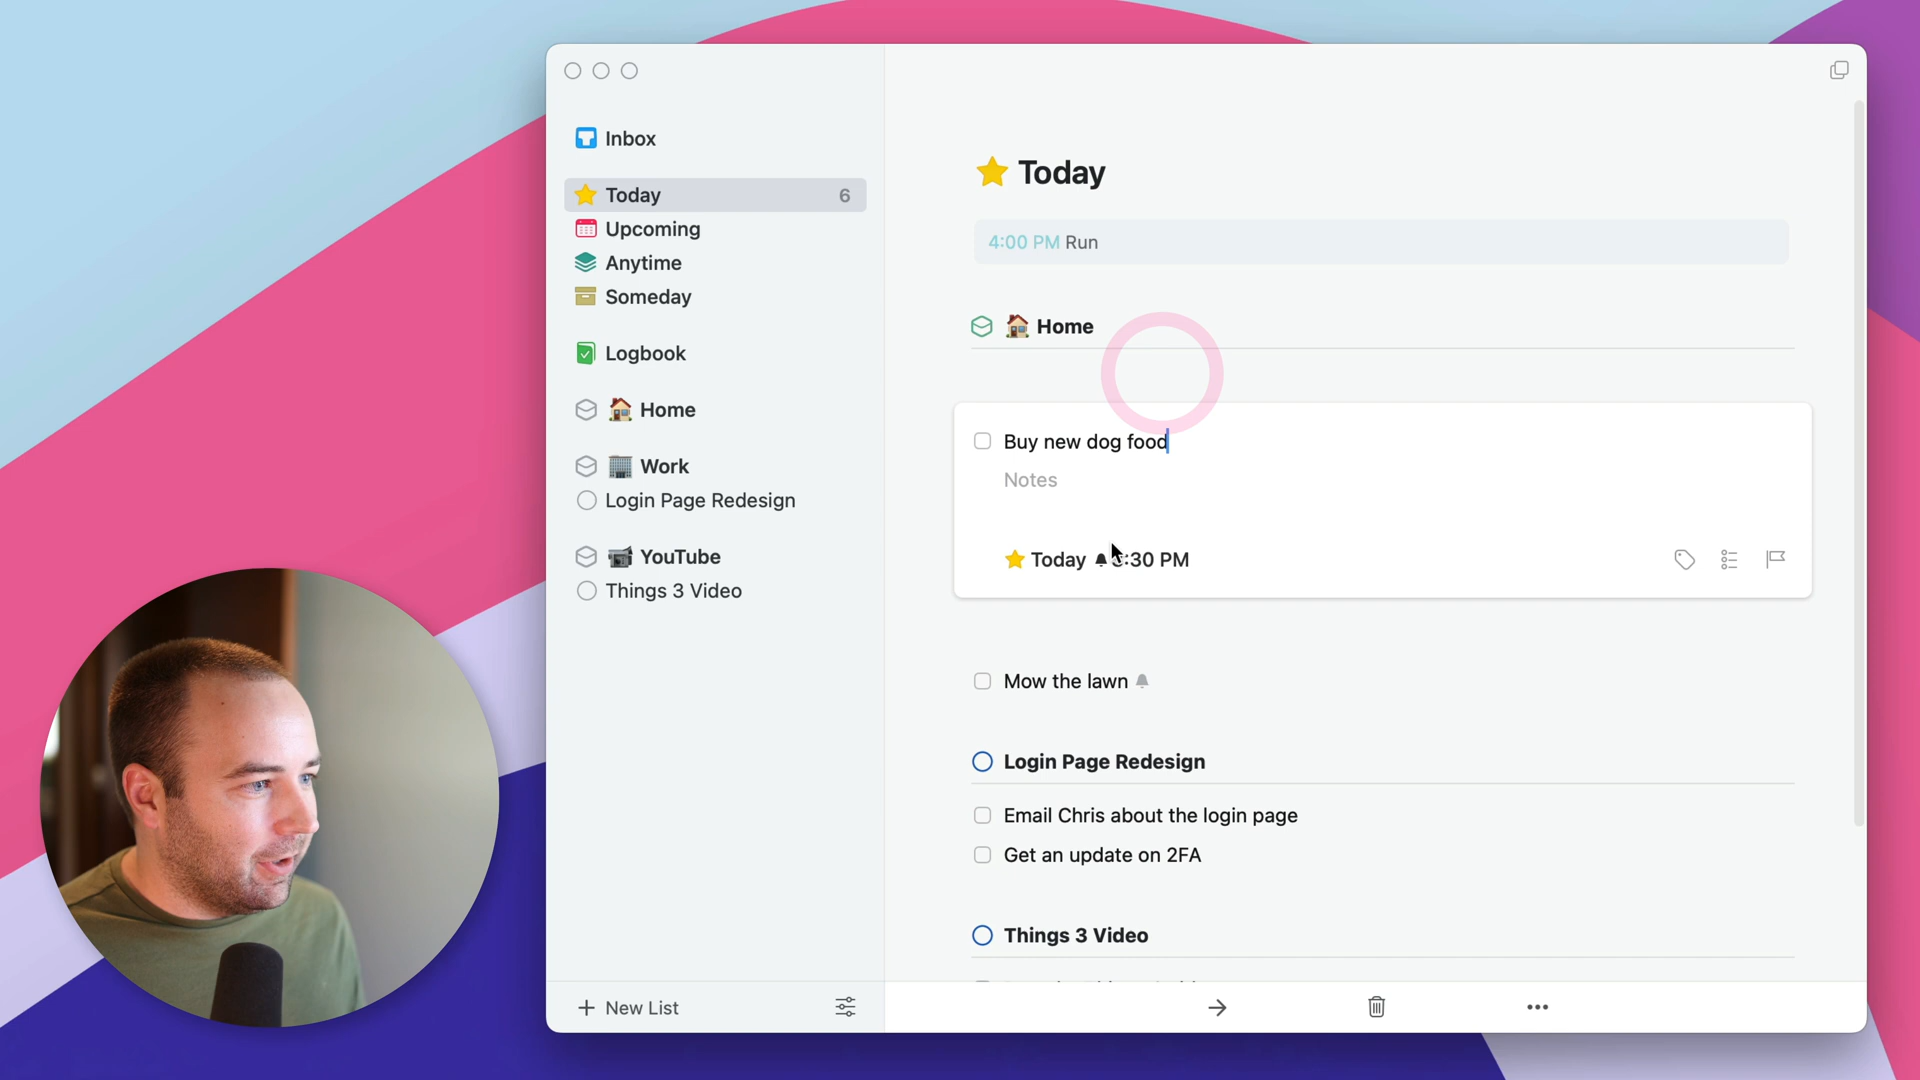 Inbox
Today 6
Upcoming
Anytime
Someday
Logbook
Home
Work
Login Page Redesign
YouTube
Things 3 Video
New List
Today
4:00 PM Run
Home
Buy new dog food
Notes
Today :30 PM
Mow the lawn
Login Page Redesign
Email Chris about the login page
Get an update on 2FA
Things 3 Video